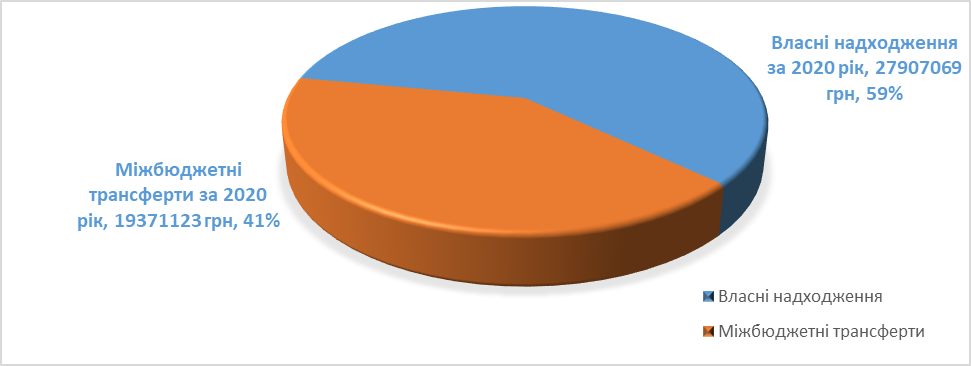 Власні надходження
за 2020 рік, 27907069
грн, 59%
Міжбюджетні
трансферти за 2020
рік, 19371123 грн, 41%
Власні надходження
Міжбюджетні трансферти